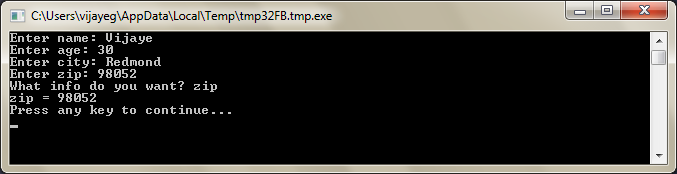 C:\Users\vijayeg\AppData\Local\Temp\tmp32FB.tmp.exe
Enter name: Vijaye
Enter age: 30
Enter city: Redmond
Enter zip: 98052
What info do you want? zip
zip = 98052
Press any key to continue...